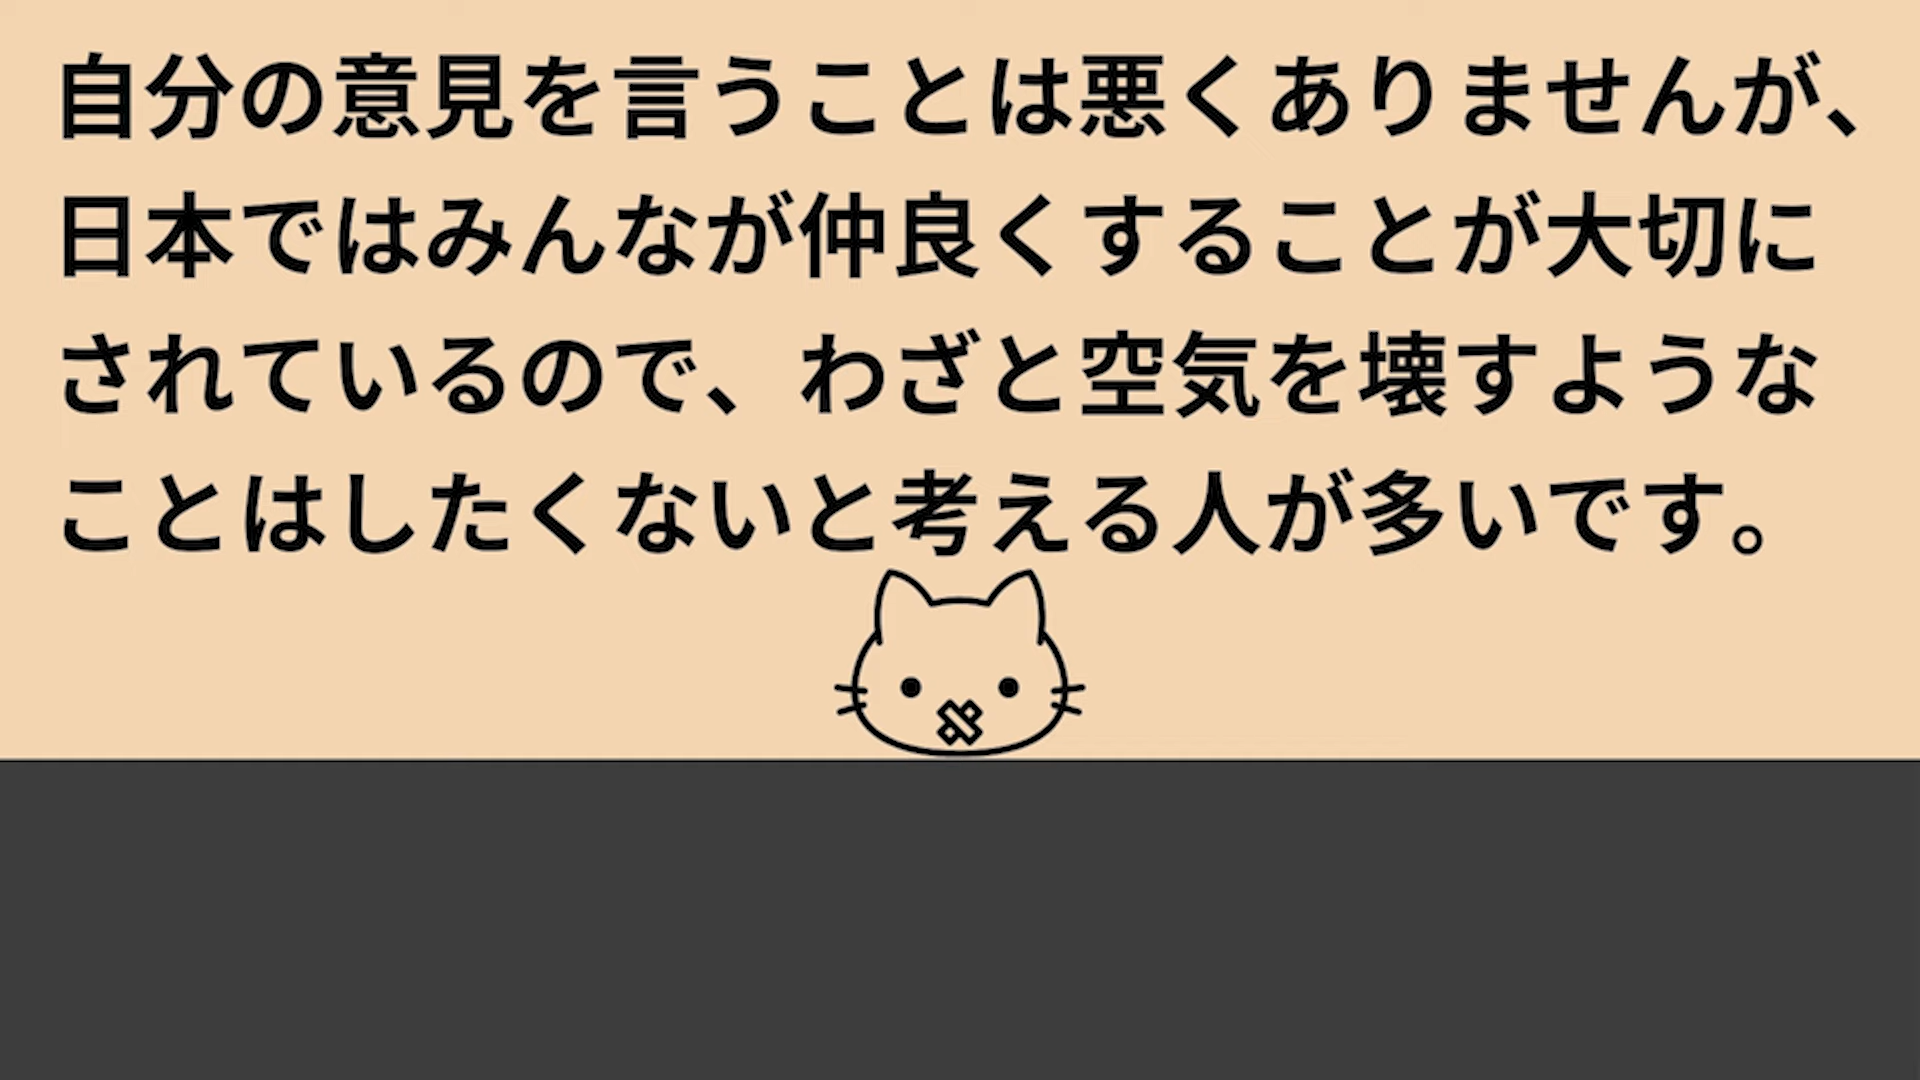 自分の意見を言うことは悪くありませんが、
日本ではみんなが仲良くすることが大切に
されているので、わざと空気を壊すような
ことはしたくないと考える人が多いです。